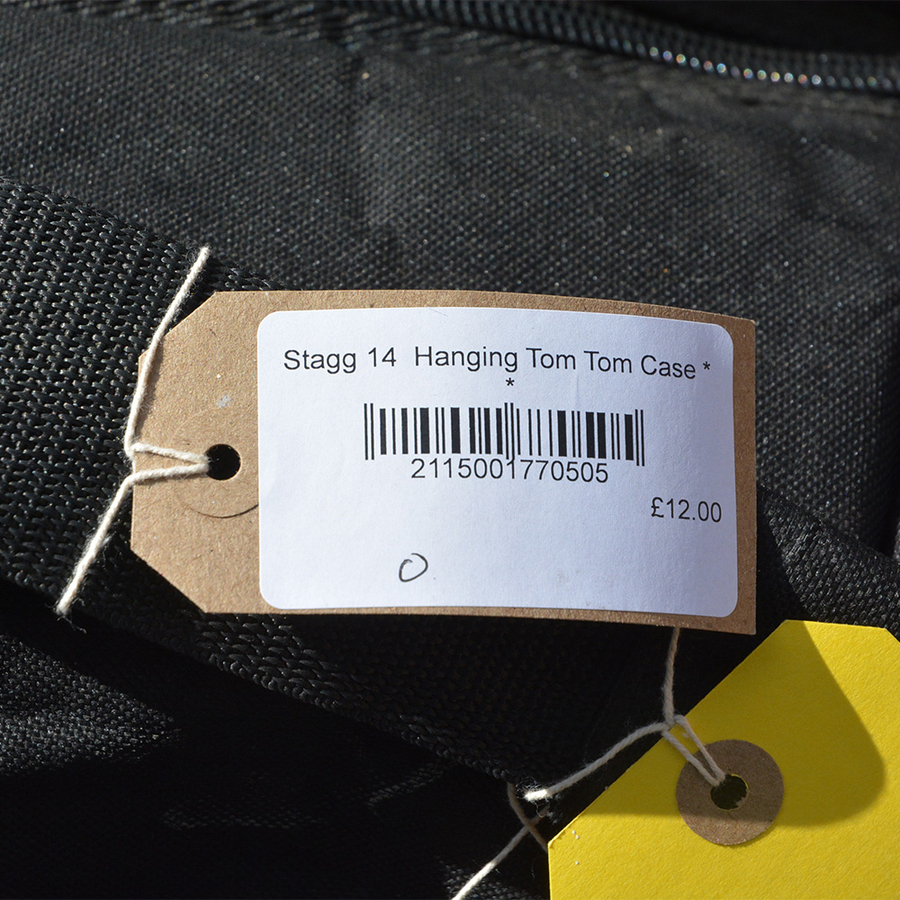 Stagg 14 Hanging Tom Tom Case *
*
2115001770505
£12.00
O